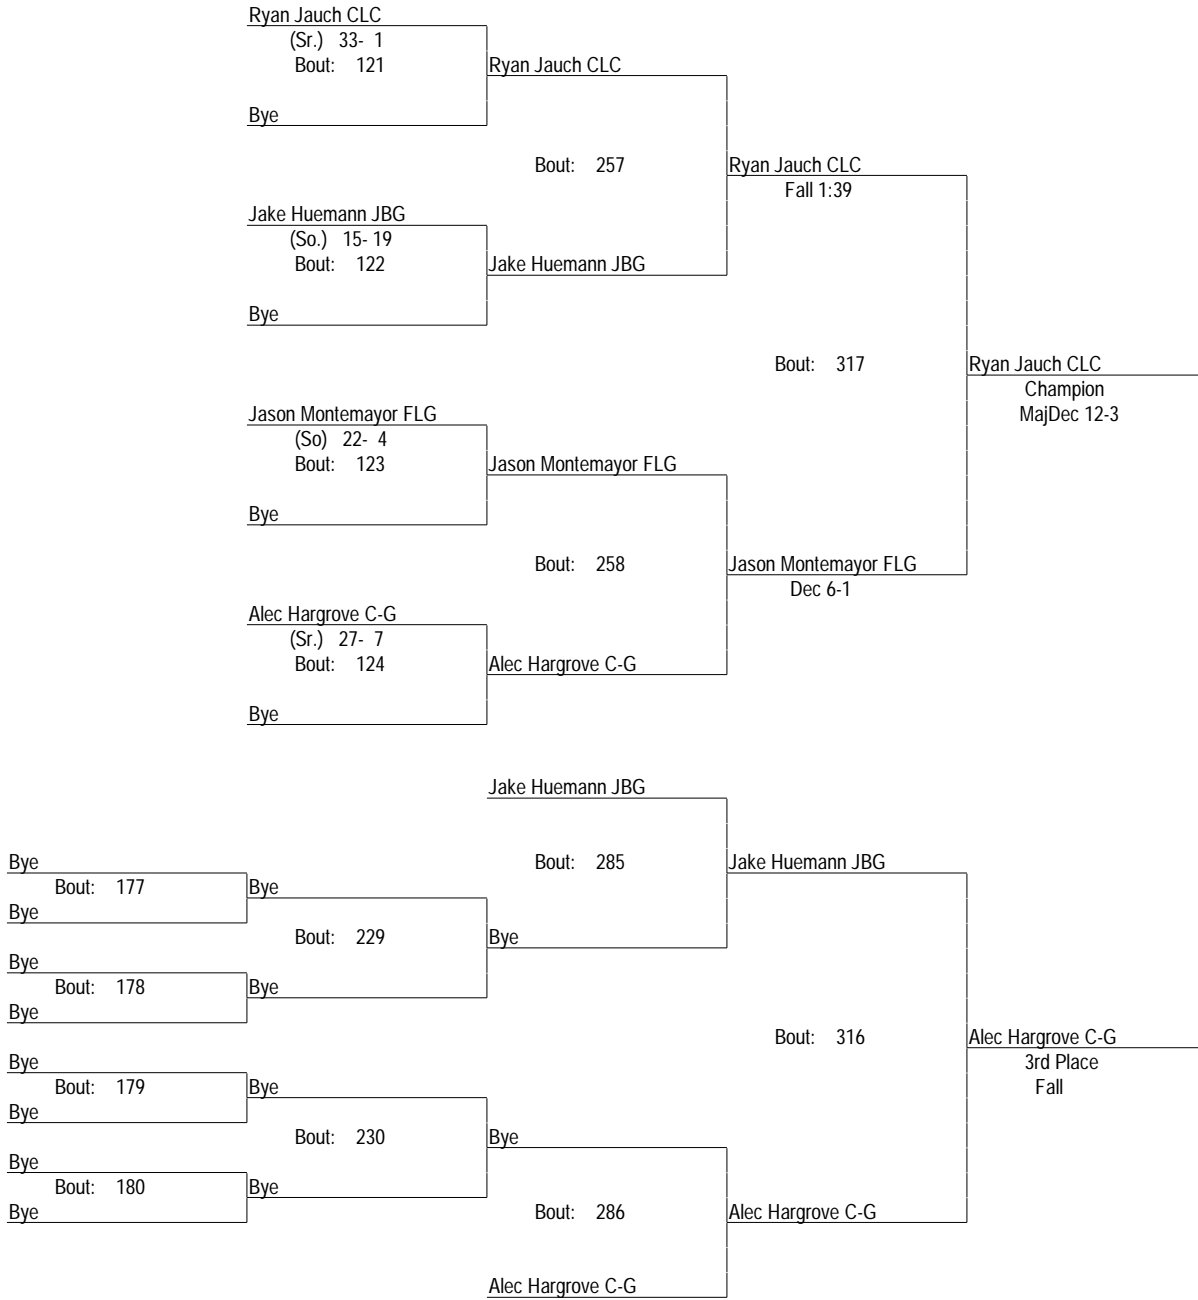 Ryan Jauch CLC
(Sr.) 33- 1
Bout: 121
Ryan Jauch CLC
Bye
Bout: 257
Ryan Jauch CLC
Fall 1:39
Jake Huemann JBG
(So.) 15- 19
Bout: 122
Jake Huemann JBG
Bye
Bout: 317
Ryan Jauch CLC
Champion
MajDec 12-3
Jason Montemayor FLG
(So) 22- 4
Bout: 123
Jason Montemayor FLG
Bye
Bout: 258
Jason Montemayor FLG
Dec 6-1
Alec Hargrove C-G
(Sr.) 27- 7
Bout: 124
Alec Hargrove C-G
Bye
Jake Huemann JBG
Bout: 285
Jake Huemann JBG
Bye
Bout: 177
Bye
Bye
Bout: 229
Bye
Bye
Bout: 178
Bye
Bye
Bout: 316
Alec Hargrove C-G
3rd Place
Fall
Bye
Bout: 179
Bye
Bye
Bout: 230
Bye
Bye
Bout: 180
Bye
Bye
Bout: 286
Alec Hargrove C-G
Alec Hargrove C-G